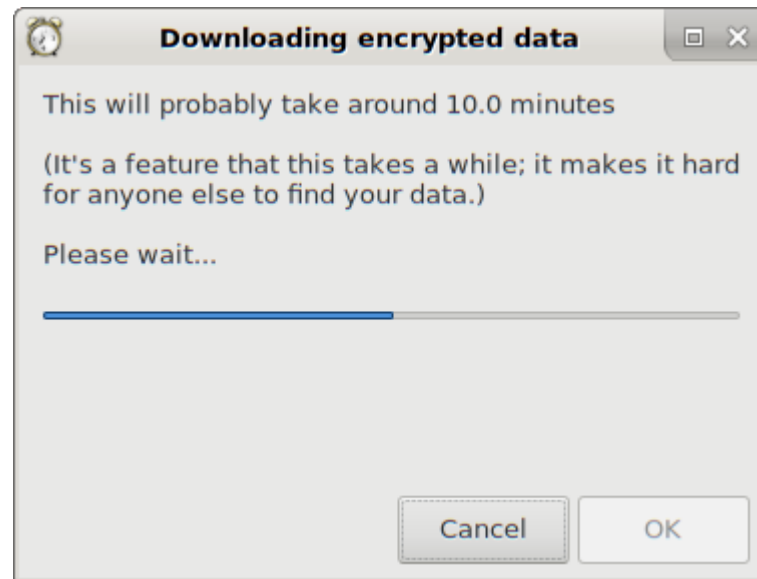 Downloading encrypted data
This will probably take around 10.0 minutes
(It's a feature that this takes a while; it makes it hard
for anyone else to find your data.)
Please wait...
Cancel
OK